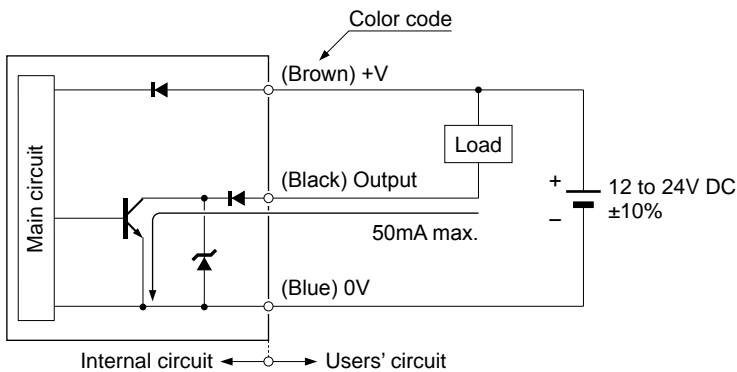 Color code
(Brown) +V
Load
Main circuit
(Black) Output
+
12 to 24V DC
−
±10%
50mA max.
(Blue) 0V
Internal circuit
Users' circuit